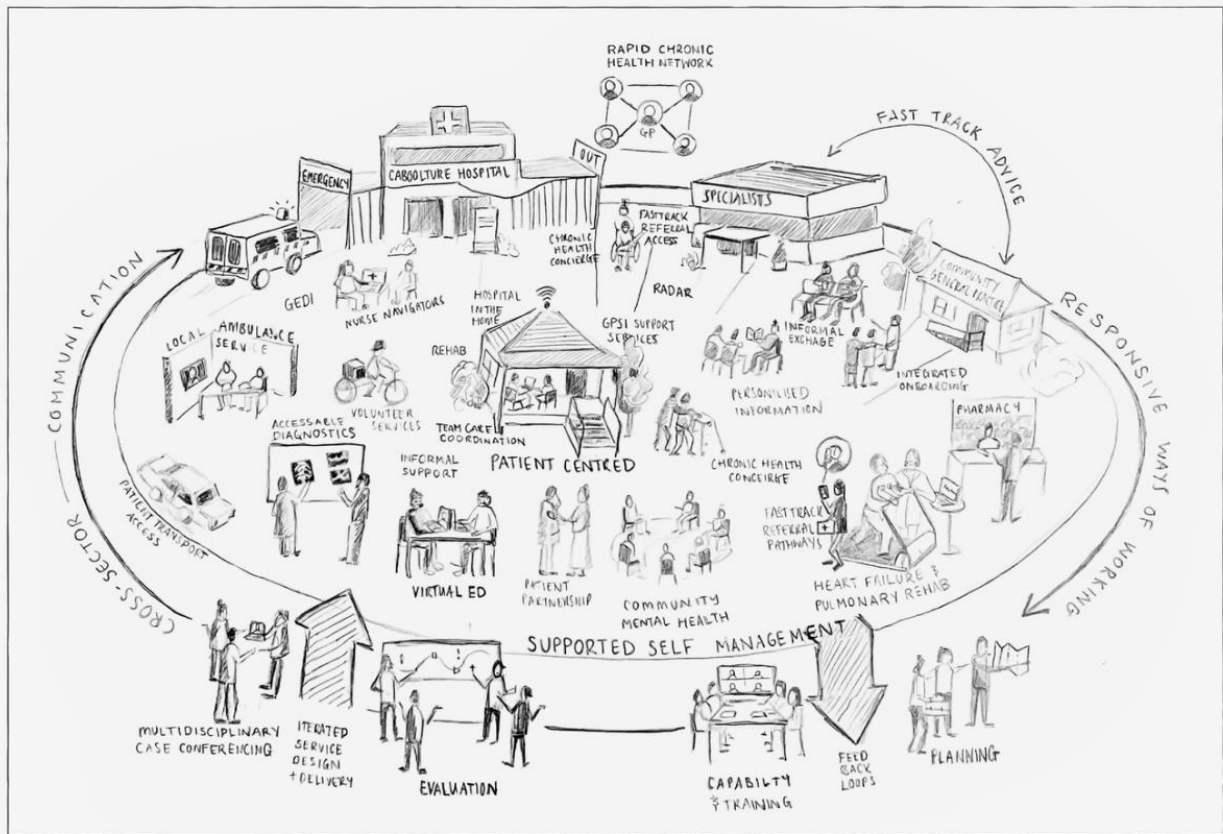 RAPID CHRONIC
HEALTH NETWORK
GP
FAST TRACK ADVICE
OUT
EMERGENCY
CABOOLTURE HOSPITAL
SPECIALISTS
CHRONIC
HEALTH
CONCIERGE
FASTTRACK
REFERRAL
ACCESS
RADAR
COMMUNITY
GENERAL
GEDI
NURSE NAVIGATORS
HOSPITAL
IN THE
HOME
GPSI SUPPORT
SERVICES
INFORMAL
EXCHAGE
INTEGRATED
ONBOARDING
LOCAL AMBULANCE
SERVICE
REHAB
VOLUNTEER
SERVICES
TEAM CARE
COORDINATION
PERSONALISED
INFORMATION
PHARMACY
ACCESSABLE
DIAGNOSTICS
INFORMAL
SUPPORT
PATIENT CENTRED
CHRONIC HEALTH
CONCIERGE
PATIENT TRANSPORT
ACCESS
FAST TRACK
REFERRAL
PATHWAYS
VIRTUAL ED
PATIENT
PARTNERSHIP
COMMUNITY
MENTAL HEALTH
HEART FAILURE &
PULMONARY REHAB
CROSS-SECTOR COMMUNICATION
RESPONSIVE WAYS OF WORKING
SUPPORTED SELF MANAGEMENT
MULTIDISCIPLINARY
CASE CONFERENCING
ITERATED
SERVICE
DESIGN
+ DELIVERY
EVALUATION
CAPABILTY
& TRAINING
FEED
BACK
LOOPS
PLANNING